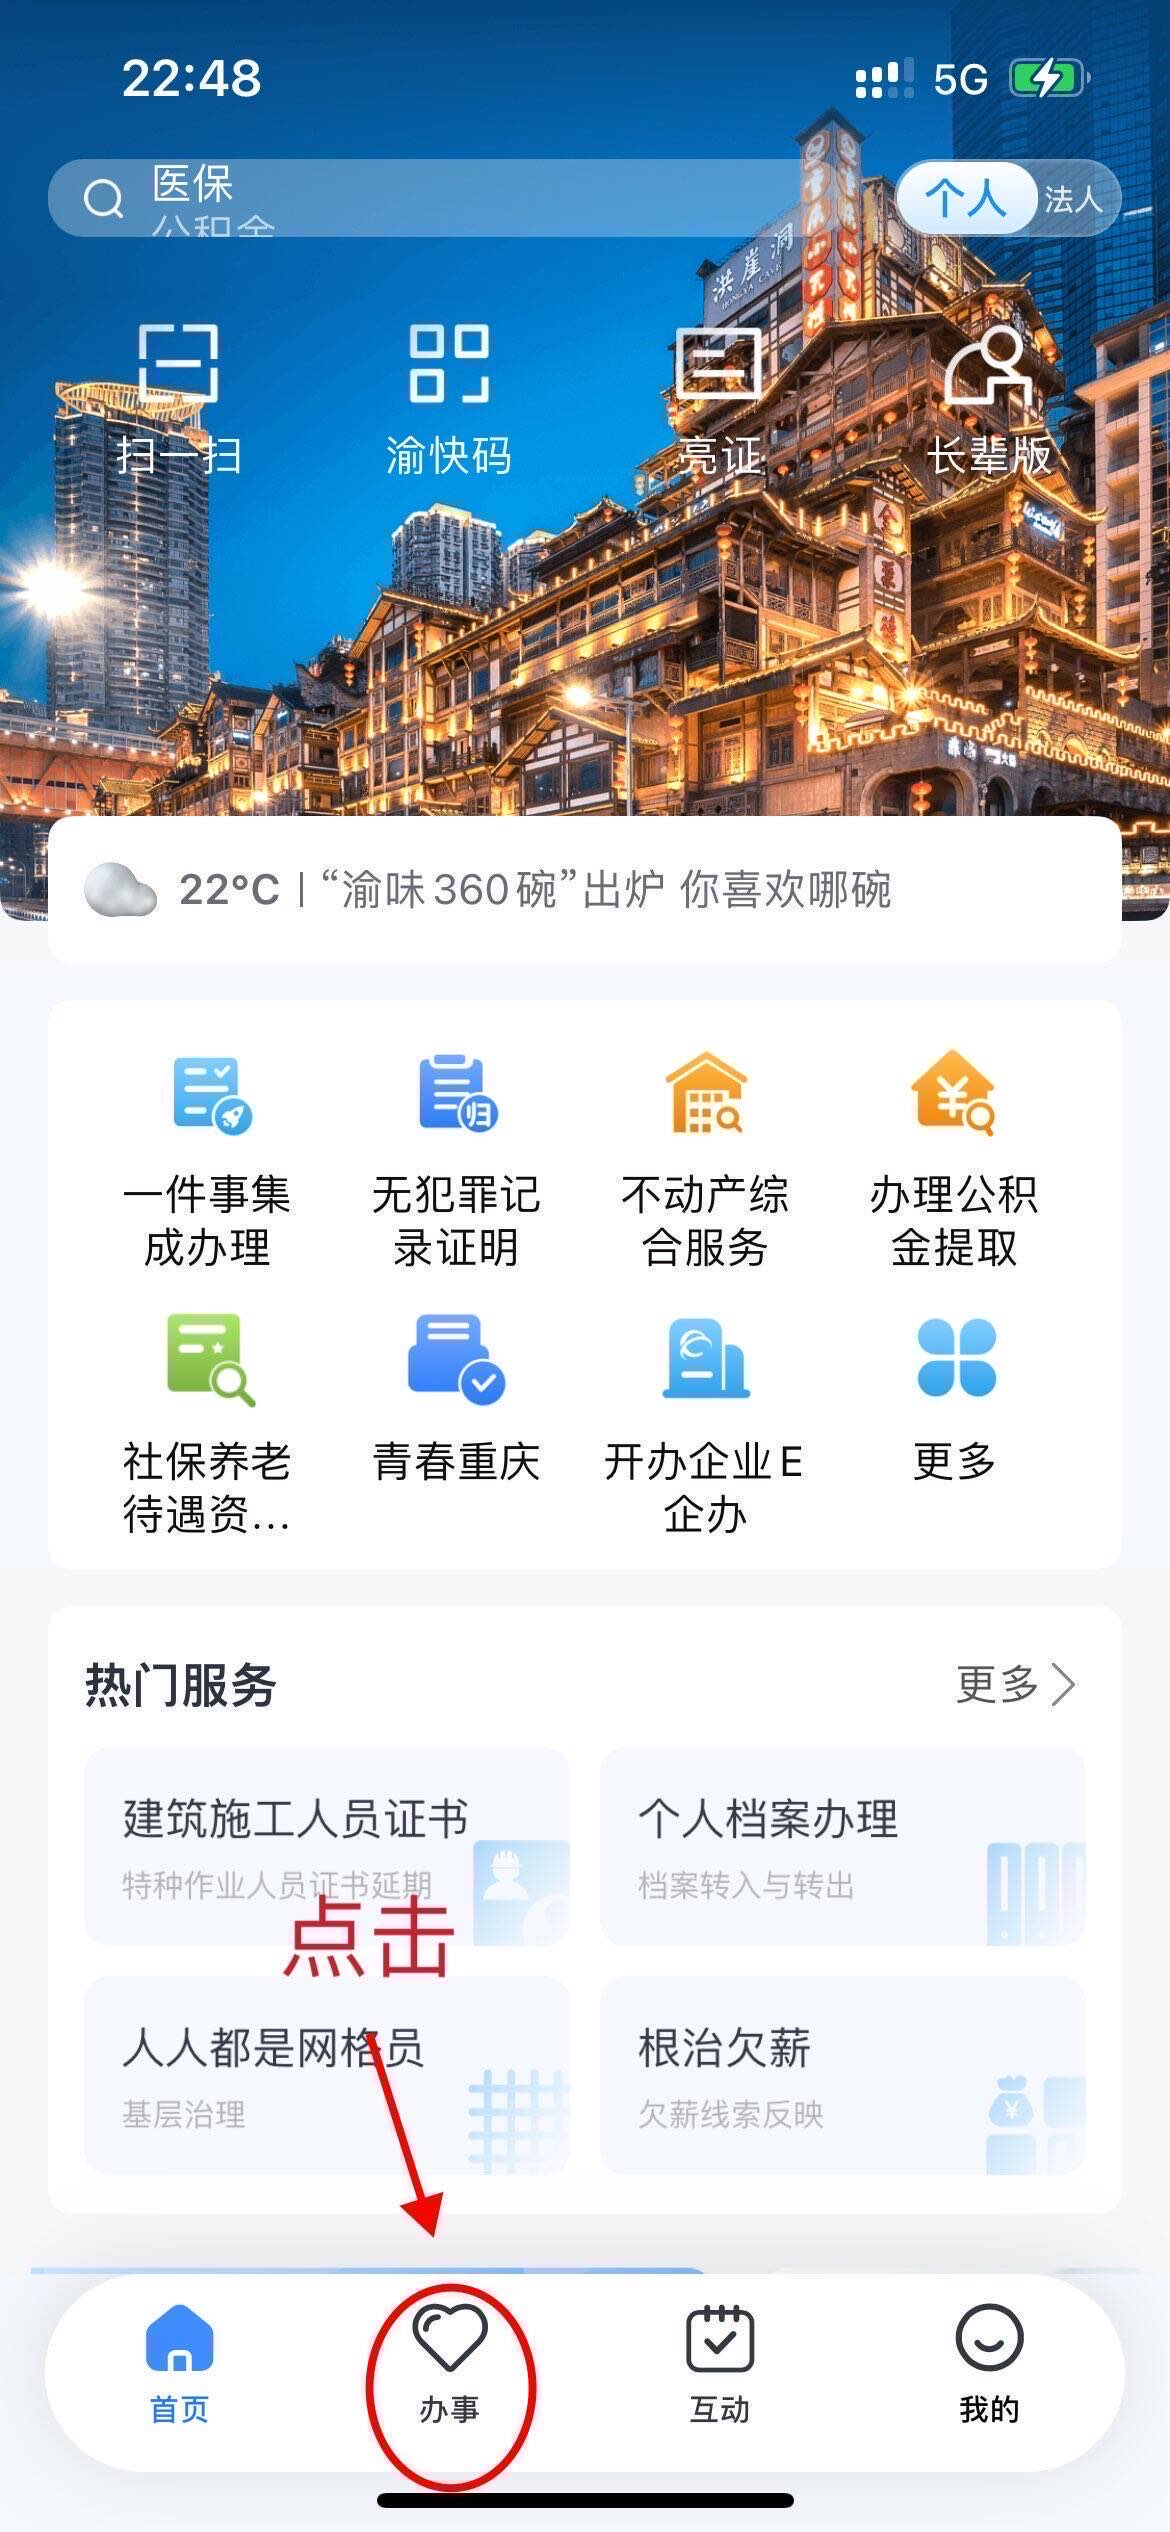 22:48
5G
医保
公积金
个人
法人
洪崖洞
HONGYA CAVE
扫一扫
渝快码
亮证
长辈版
22°C | “渝味360碗”出炉 你喜欢哪碗
归
一件事集
成办理
无犯罪记
录证明
不动产综
合服务
办理公积
金提取
社保养老
待遇资...
青春重庆
开办企业E
企办
更多
热门服务
更多
建筑施工人员证书
特种作业人员证书延期
个人档案办理
档案转入与转出
点击
人人都是网格员
基层治理
根治欠薪
欠薪线索反映
首页
办事
互动
我的